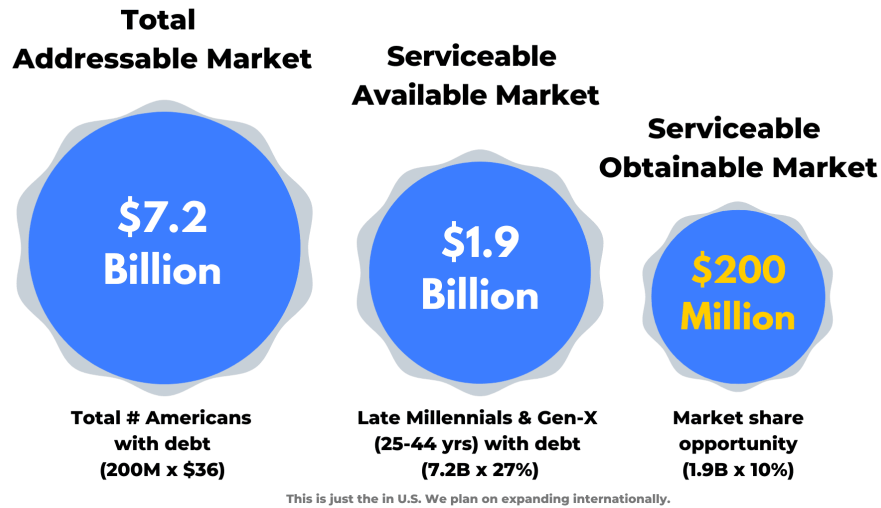 Total
Addressable Market
$7.2
Billion
Total # Americans
with debt
(200M x $36)
Serviceable
Available Market
$1.9
Billion
Late Millennials & Gen-X
(25-44 yrs) with debt
(7.2B x 27%)
Serviceable
Obtainable Market
$200
Million
Market share
opportunity
(1.9B x 10%)
This is just the in U.S. We plan on expanding internationally.